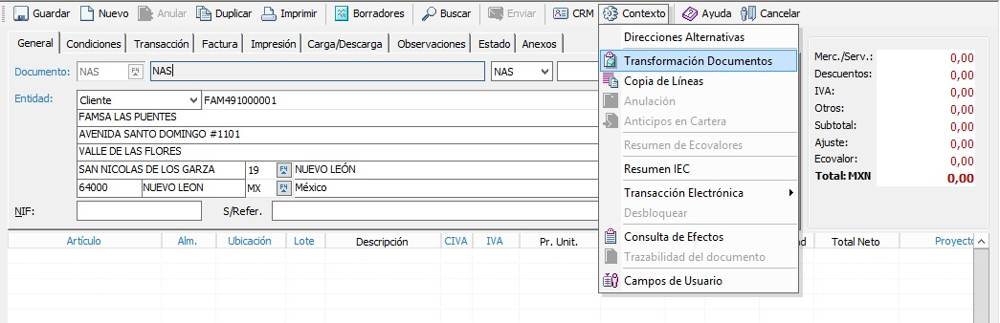 Guardar Nuevo Anular Duplicar Imprimir Borradores Buscar Enviar CRM Contexto Ayuda Cancelar
General Condiciones Transacción Factura Impresión Carga/Descarga Observaciones Estado Anexos
Documento: NAS F4 NAS NAS
Entidad: Cliente FAM491000001
FAMSA LAS PUENTES
AVENIDA SANTO DOMINGO #1101
VALLE DE LAS FLORES
SAN NICOLAS DE LOS GARZA 19 F4 NUEVO LEÓN
64000 NUEVO LEON MX F4 México
NIF: S/Refer.
Direcciones Alternativas
Transformación Documentos
Copia de Líneas
Anulación
Anticipos en Cartera
Resumen de Ecovalores
Resumen IEC
Transacción Electrónica
Desbloquear
Consulta de Efectos
Trazabilidad del documento
Campos de Usuario
Merc./Serv.: 0,00
Descuentos: 0,00
IVA: 0,00
Otros: 0,00
Subtotal: 0,00
Ajuste: 0,00
Ecovalor: 0,00
Total: MXN 0,00
Artículo Alm. Ubicación Lote Descripción CIVA IVA Pr. Unit. ad Total Neto Proyecto